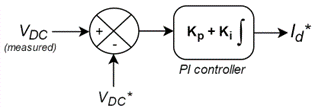 V_DC
(measured)
+
-
V_DC*
K_p + K_i ∫
PI controller
I_d*